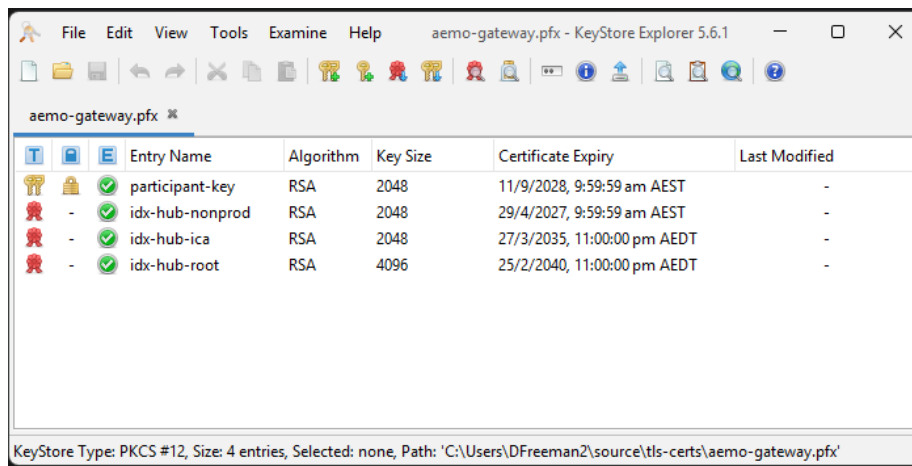 File Edit View Tools Examine Help aemo-gateway.pfx - KeyStore Explorer 5.6.1
aemo-gateway.pfx
T E Entry Name Algorithm Key Size Certificate Expiry Last Modified
participant-key RSA 2048 11/9/2028, 9:59:59 am AEST -
- idx-hub-nonprod RSA 2048 29/4/2027, 9:59:59 am AEST -
- idx-hub-ica RSA 2048 27/3/2035, 11:00:00 pm AEDT -
- idx-hub-root RSA 4096 25/2/2040, 11:00:00 pm AEDT -
KeyStore Type: PKCS #12, Size: 4 entries, Selected: none, Path: 'C:\Users\DFreeman2\source\tls-certs\aemo-gateway.pfx'